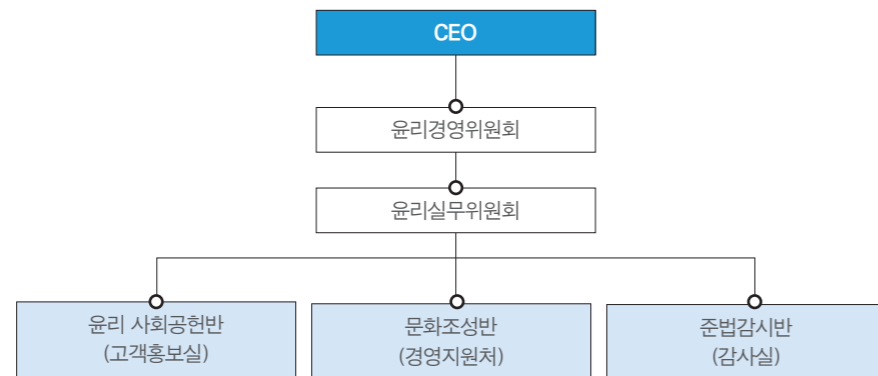 CEO
윤리경영위원회
윤리실무위원회
윤리 사회공헌반
(고객홍보실)
문화조성반
(경영지원처)
준법감시반
(감사실)